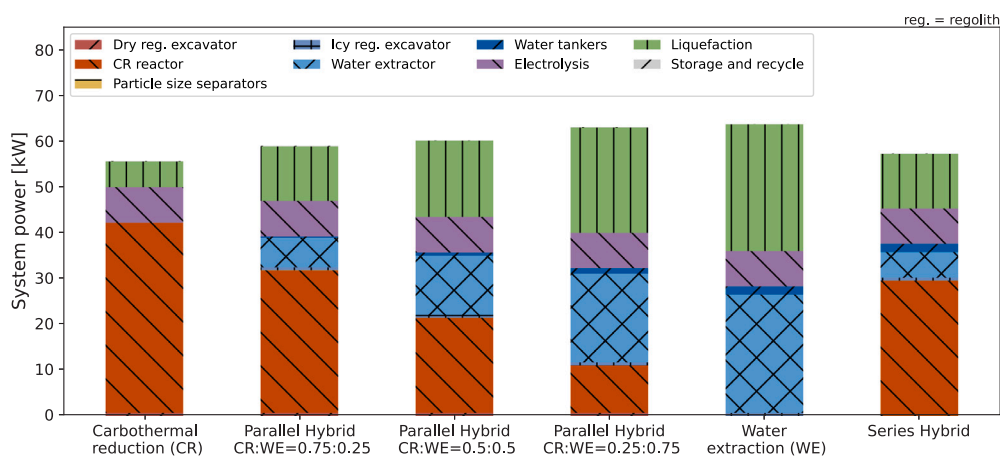 reg. = regolith
Dry reg. excavator
CR reactor
Particle size separators
Icy reg. excavator
Water extractor
Water tankers
Electrolysis
Liquefaction
Storage and recycle
System power [kW]
80
70
60
50
40
30
20
10
0
Carbothermal
reduction (CR)
Parallel Hybrid
CR:WE=0.75:0.25
Parallel Hybrid
CR:WE=0.5:0.5
Parallel Hybrid
CR:WE=0.25:0.75
Water
extraction (WE)
Series Hybrid